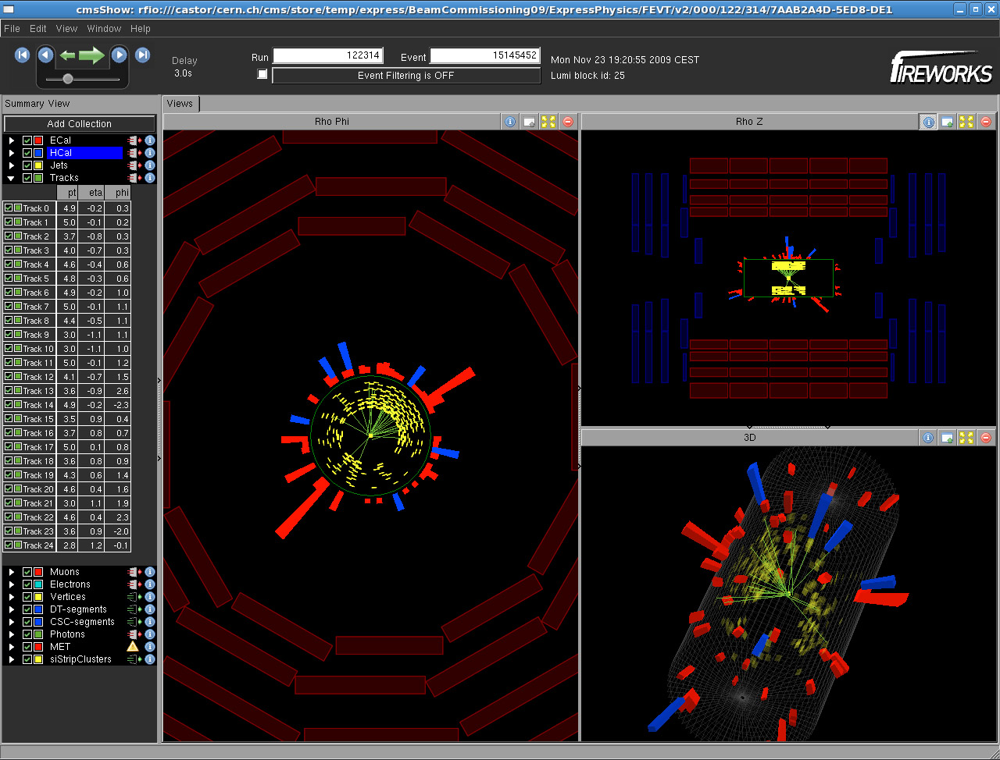 cmsShow: rfio:///castor/cern.ch/cms/store/temp/express/BeamCommissioning09/ExpressPhysics/FEVT/v2/000/122/314/7AAB2A4D-5ED8-DE1
File Edit View Window Help
Delay
3.0s
Run 122314 Event 15145452
Event Filtering is OFF
Mon Nov 23 19:20:55 2009 CEST
Lumi block id: 25
FIREWORKS
Summary View
Views
Add Collection
Rho Phi
Rho Z
3D
ECal
HCal
Jets
Tracks
pt eta phi
Track 0 4.9 -0.2 0.3
Track 1 5.0 -0.1 0.2
Track 2 3.7 -0.8 0.3
Track 3 4.0 -0.7 0.3
Track 4 4.6 -0.4 0.6
Track 5 4.8 -0.3 0.6
Track 6 4.9 -0.2 1.0
Track 7 5.0 -0.1 1.1
Track 8 4.4 -0.5 1.1
Track 9 3.0 -1.1 1.1
Track 10 3.0 -1.1 1.0
Track 11 5.0 -0.1 1.2
Track 12 4.1 -0.7 1.5
Track 13 3.6 -0.9 2.6
Track 14 4.9 -0.2 -2.3
Track 15 3.5 0.9 0.4
Track 16 3.7 0.8 0.7
Track 17 5.0 0.1 0.8
Track 18 3.6 0.8 0.9
Track 19 4.3 0.6 1.4
Track 20 4.6 0.4 1.6
Track 21 3.0 1.1 1.9
Track 22 4.6 0.4 2.3
Track 23 3.6 0.9 -2.0
Track 24 2.8 1.2 -0.1
Muons
Electrons
Vertices
DT-segments
CSC-segments
Photons
MET
siStripClusters